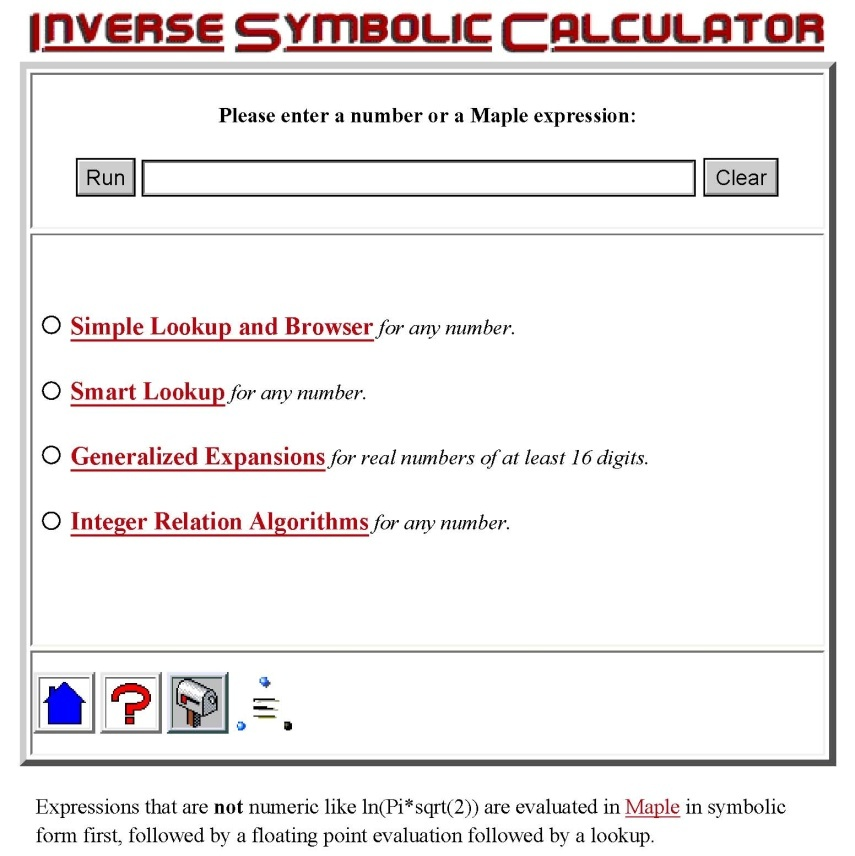 INVERSE SYMBOLIC CALCULATOR
Please enter a number or a Maple expression:
Run
Clear
Simple Lookup and Browser for any number.
Smart Lookup for any number.
Generalized Expansions for real numbers of at least 16 digits.
Integer Relation Algorithms for any number.
?
Expressions that are not numeric like ln(Pi*sqrt(2)) are evaluated in Maple in symbolic
form first, followed by a floating point evaluation followed by a lookup.